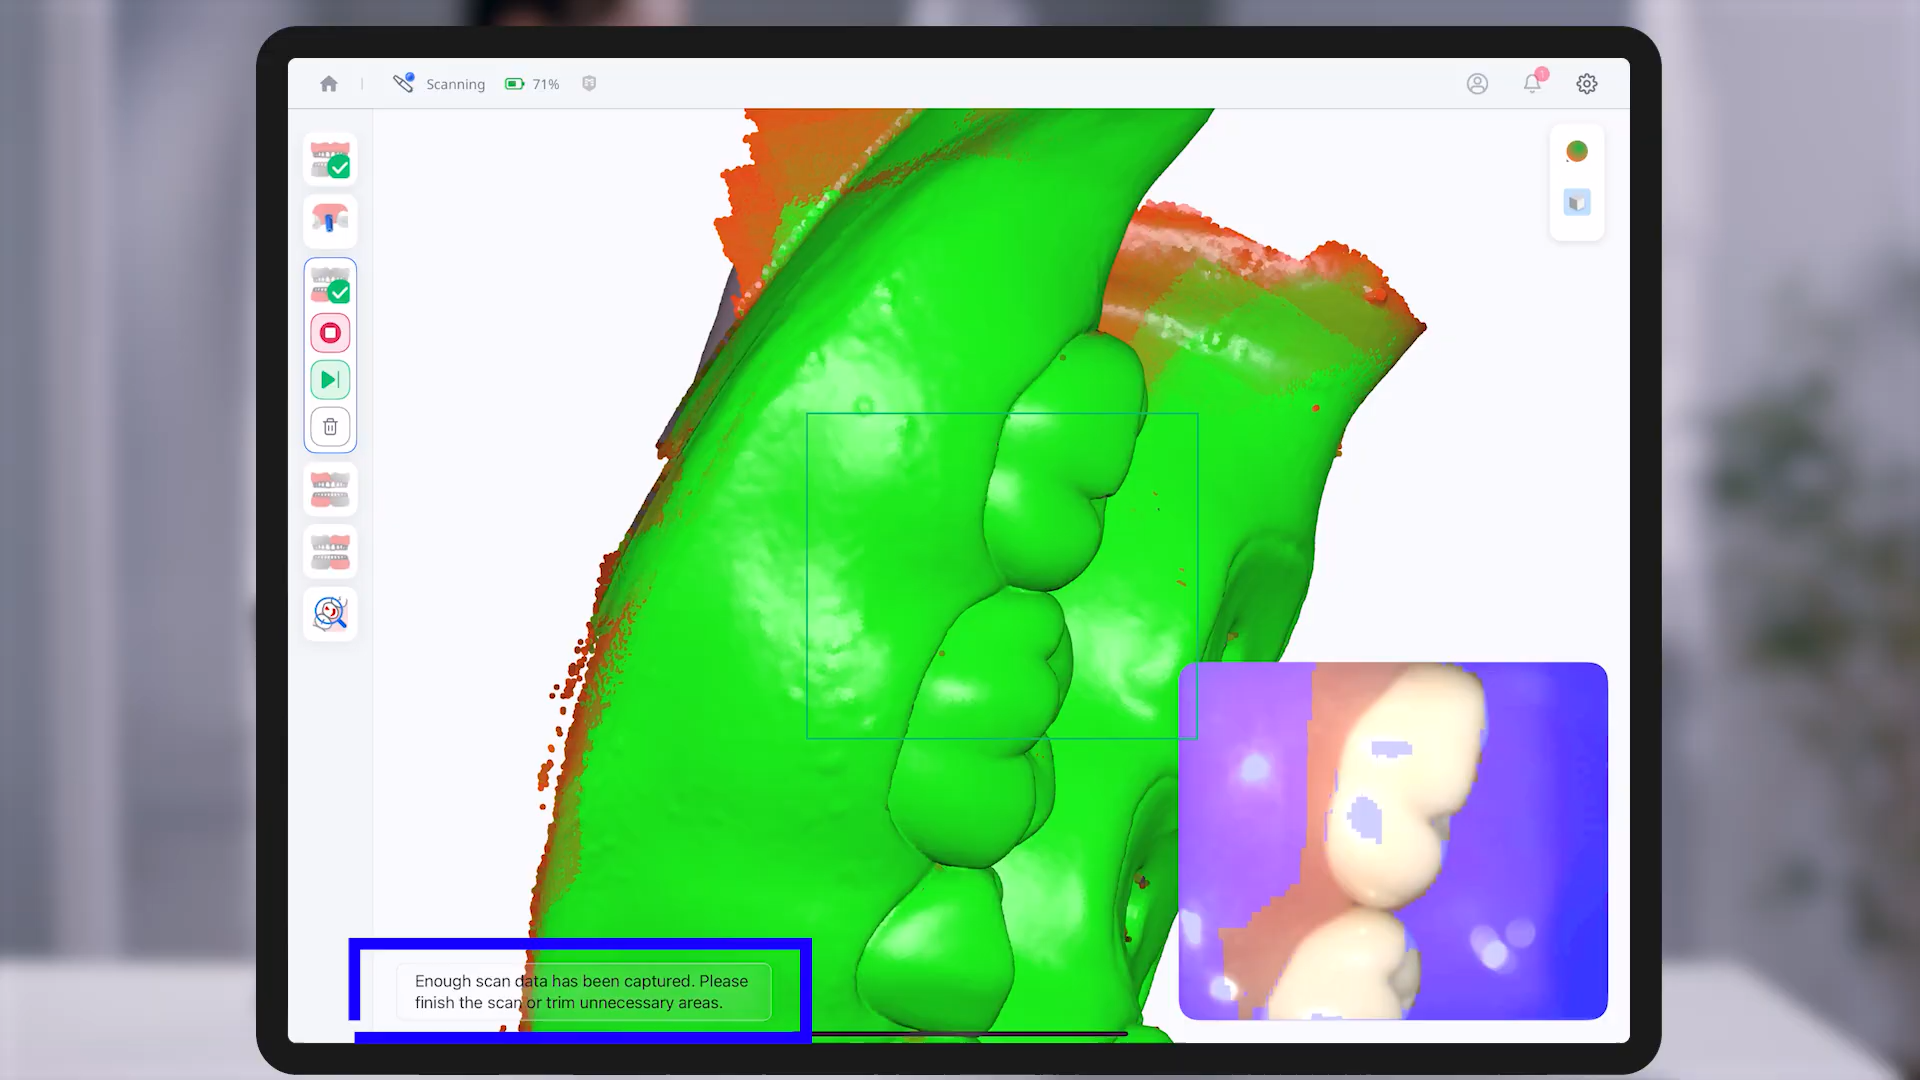 Scanning
71%
Enough scan data has been captured. Please
finish the scan or trim unnecessary areas.